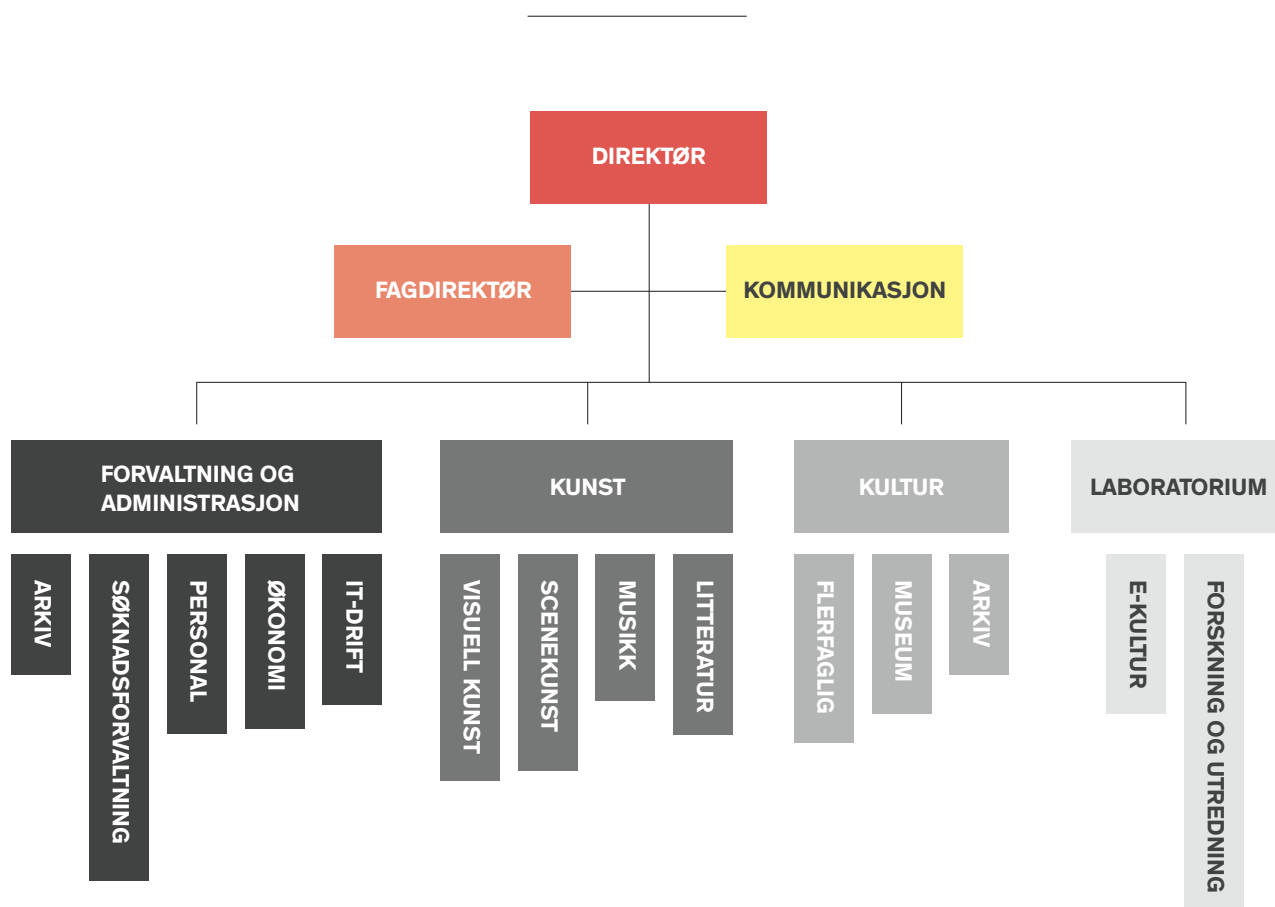 DIREKTØR
FAGDIREKTØR
KOMMUNIKASJON
FORVALTNING OG
ADMINISTRASJON
KUNST
KULTUR
LABORATORIUM
ARKIV
SØKNADSFORVALTNING
PERSONAL
ØKONOMI
IT-DRIFT
VISUELL KUNST
SCENEKUNST
MUSIKK
LITTERATUR
FLERFAGLIG
MUSEUM
ARKIV
E-KULTUR
FORSKNING OG UTREDNING